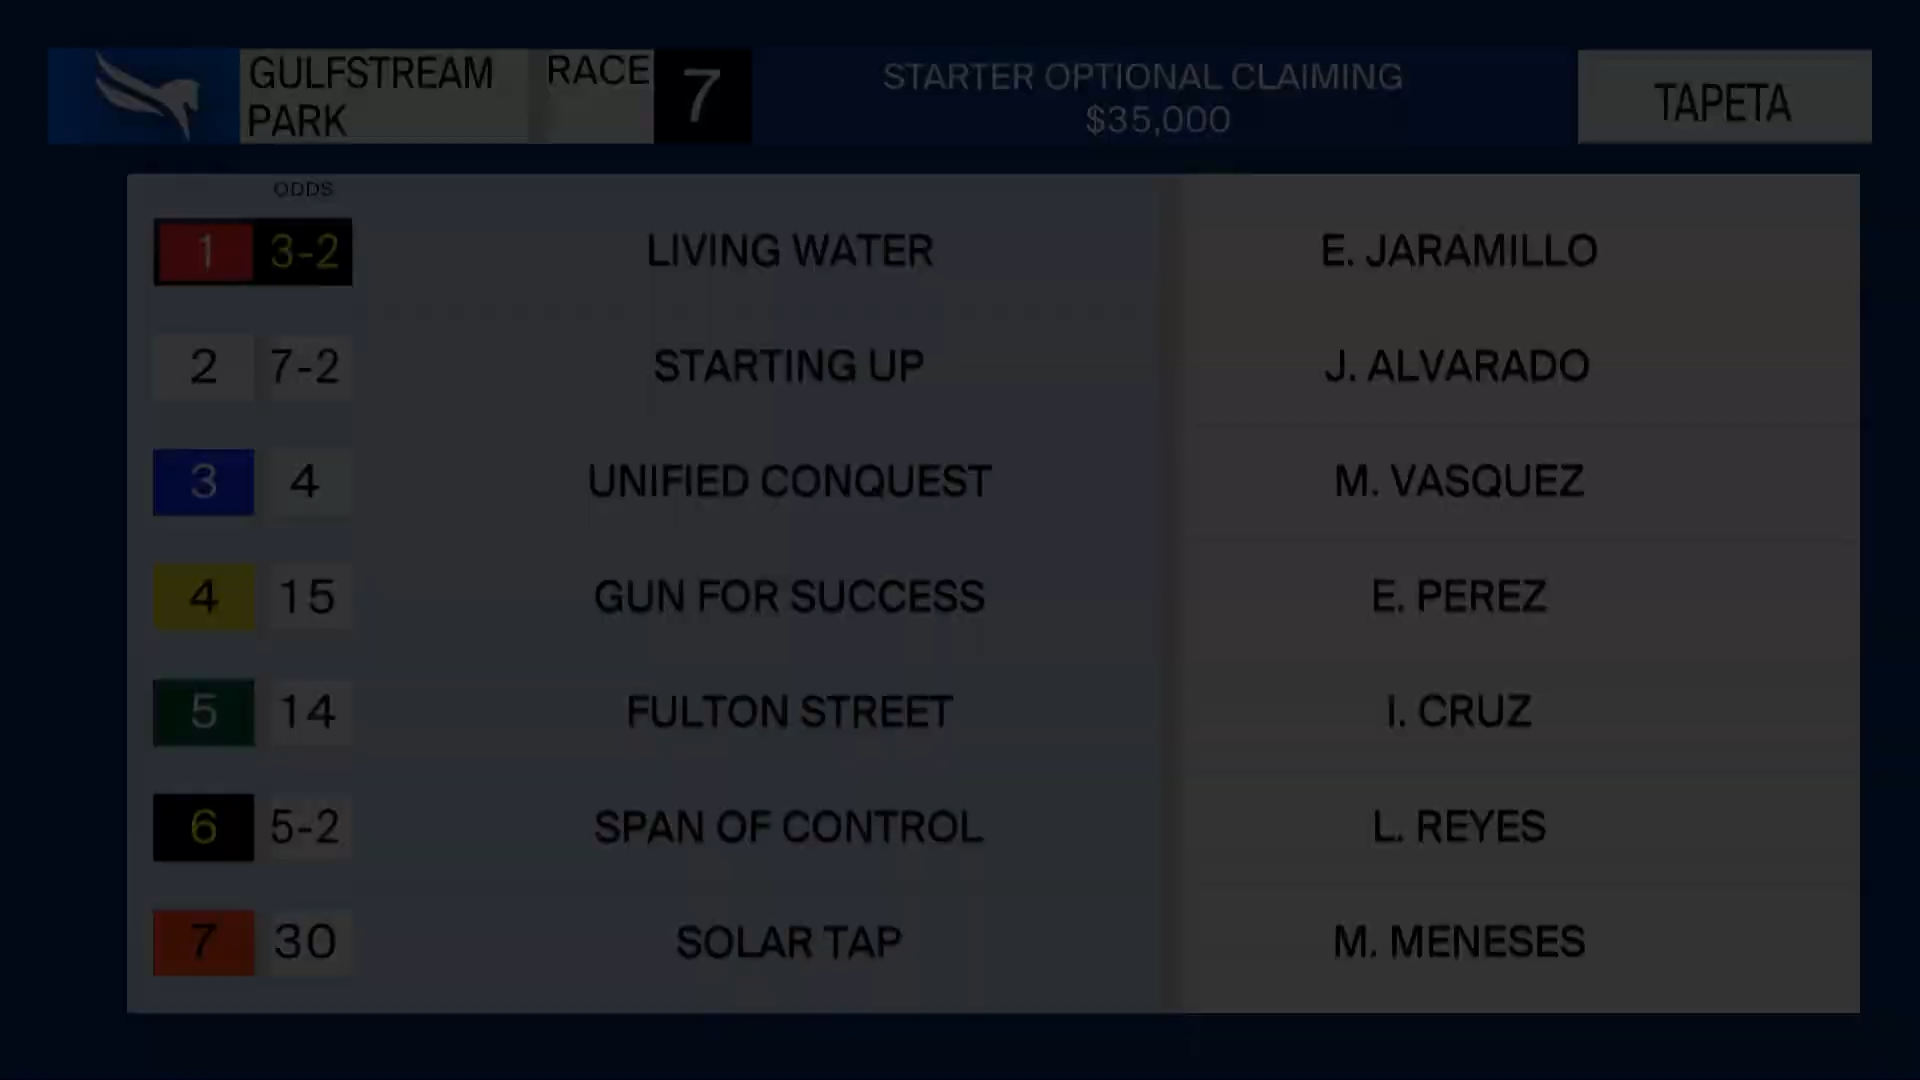 GULFSTREAM PARK RACE 7 STARTER OPTIONAL CLAIMING $35,000 TAPETA
ODDS
1 3-2 LIVING WATER E. JARAMILLO
2 7-2 STARTING UP J. ALVARADO
3 4 UNIFIED CONQUEST M. VASQUEZ
4 15 GUN FOR SUCCESS E. PEREZ
5 14 FULTON STREET I. CRUZ
6 5-2 SPAN OF CONTROL L. REYES
7 30 SOLAR TAP M. MENESES